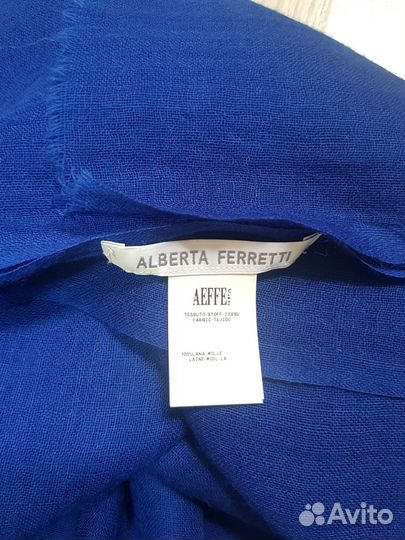 ALBERTA FERRETTI
AEFFE
TESSUTO-STOFF-TISSU
FABRIC-TEJIDO
100%LANA-WOLLE
LAINE-WOOL-LA
Avito